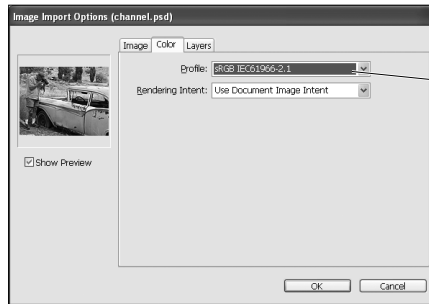 Image Import Options (channel.psd)
Image Color Layers
Profile: sRGB IEC61966-2.1
Rendering Intent: Use Document Image Intent
Show Preview
OK Cancel